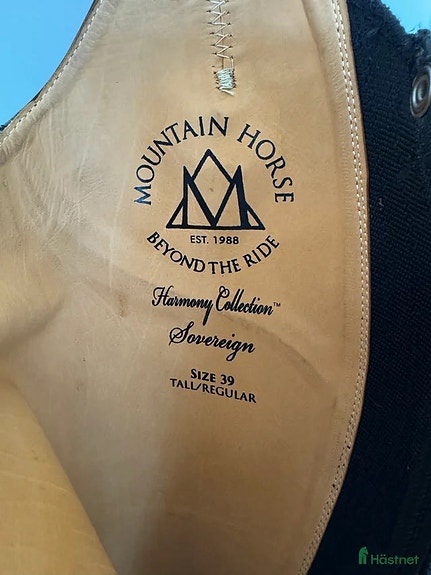 MOUNTAIN HORSE
EST. 1988
BEYOND THE RIDE
Harmony Collection™
Sovereign
SIZE 39
TALL/REGULAR
Hästnet